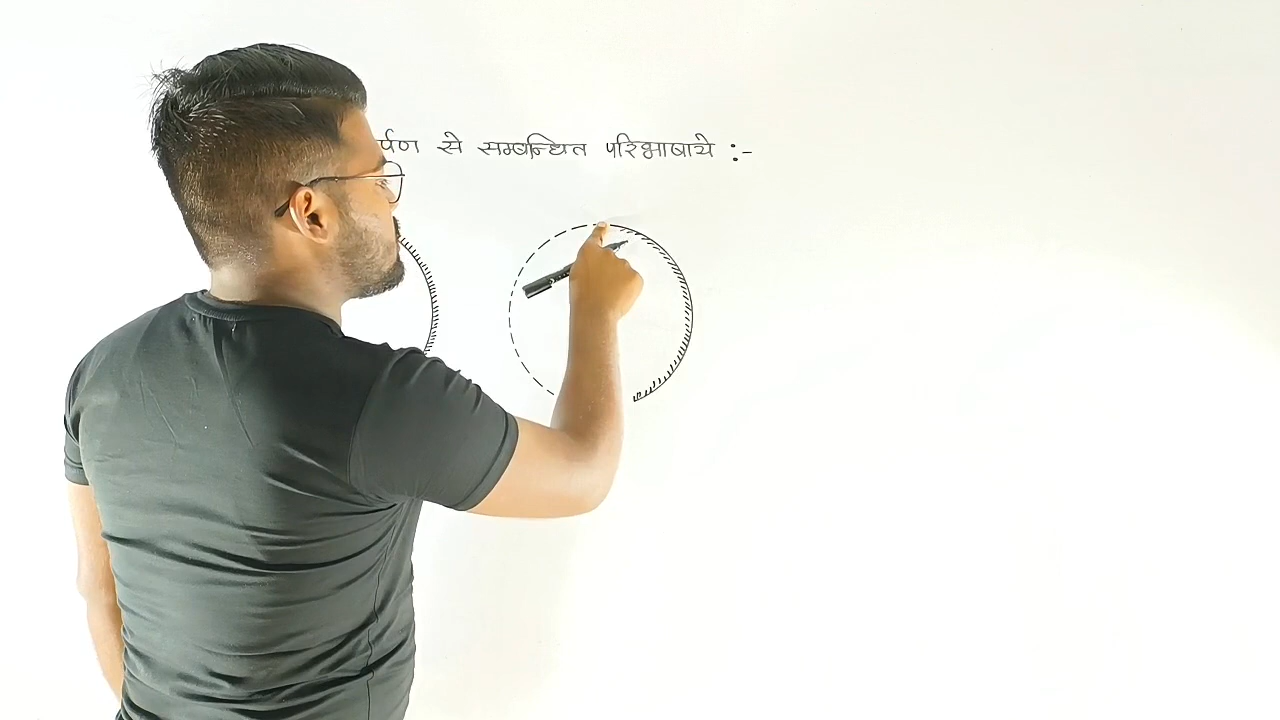 र्पण से सम्बन्धित परिभाषाये :-